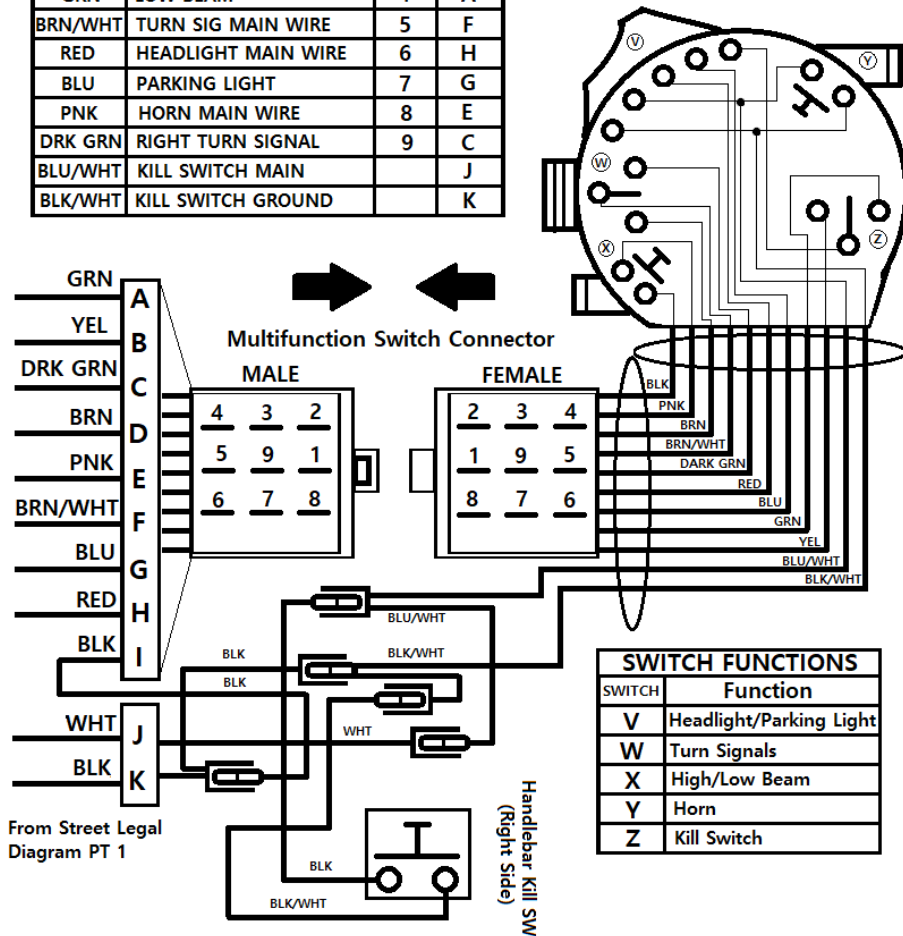 BRN/WHT TURN SIG MAIN WIRE 5 F
RED HEADLIGHT MAIN WIRE 6 H
BLU PARKING LIGHT 7 G
PNK HORN MAIN WIRE 8 E
DRK GRN RIGHT TURN SIGNAL 9 C
BLU/WHT KILL SWITCH MAIN J
BLK/WHT KILL SWITCH GROUND K
V
Y
W
X
Z
Multifunction Switch Connector
MALE
FEMALE
4 3 2
5 9 1
6 7 8
2 3 4
1 9 5
8 7 6
GRN A
YEL B
DRK GRN C
BRN D
PNK E
BRN/WHT F
BLU G
RED H
BLK I
WHT J
BLK K
From Street Legal
Diagram PT 1
BLK
PNK
BRN
BRN/WHT
DARK GRN
RED
BLU
GRN
YEL
BLU/WHT
BLK/WHT
BLU/WHT
BLK
BLK/WHT
BLK
WHT
BLK
BLK/WHT
Handlebar Kill SW
(Right Side)
SWITCH FUNCTIONS
SWITCH Function
V Headlight/Parking Light
W Turn Signals
X High/Low Beam
Y Horn
Z Kill Switch